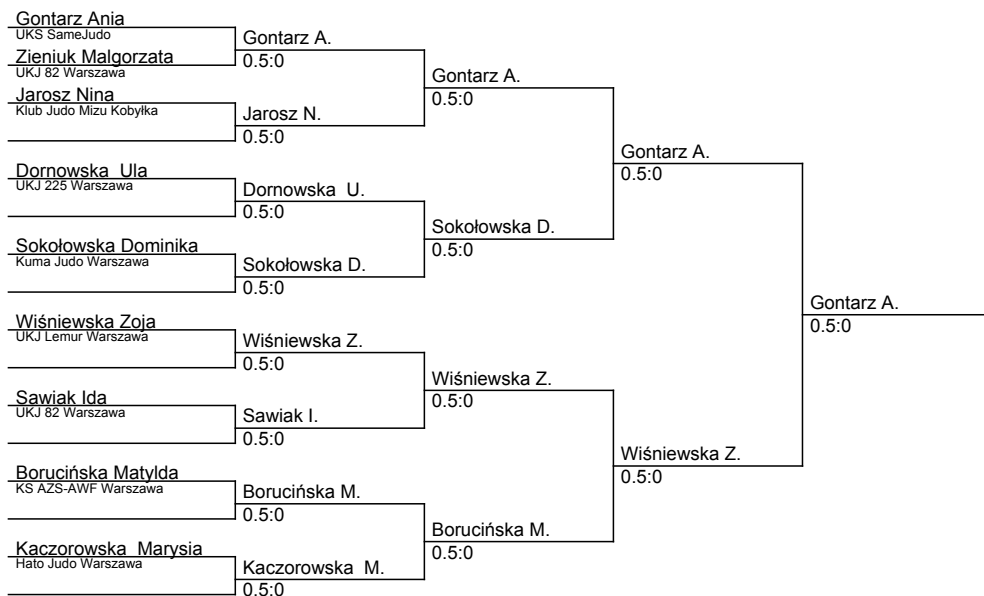 Gontarz Ania
UKS SameJudo
Zieniuk Malgorzata
UKJ 82 Warszawa
Jarosz Nina
Klub Judo Mizu Kobyłka
Dornowska  Ula
UKJ 225 Warszawa
Sokołowska Dominika
Kuma Judo Warszawa
Wiśniewska Zoja
UKJ Lemur Warszawa
Sawiak Ida
UKJ 82 Warszawa
Borucińska Matylda
KS AZS-AWF Warszawa
Kaczorowska  Marysia
Hato Judo Warszawa
Gontarz A.
0.5:0
Jarosz N.
0.5:0
Dornowska  U.
0.5:0
Sokołowska D.
0.5:0
Wiśniewska Z.
0.5:0
Sawiak I.
0.5:0
Borucińska M.
0.5:0
Kaczorowska  M.
0.5:0
Gontarz A.
0.5:0
Sokołowska D.
0.5:0
Wiśniewska Z.
0.5:0
Borucińska M.
0.5:0
Gontarz A.
0.5:0
Wiśniewska Z.
0.5:0
Gontarz A.
0.5:0